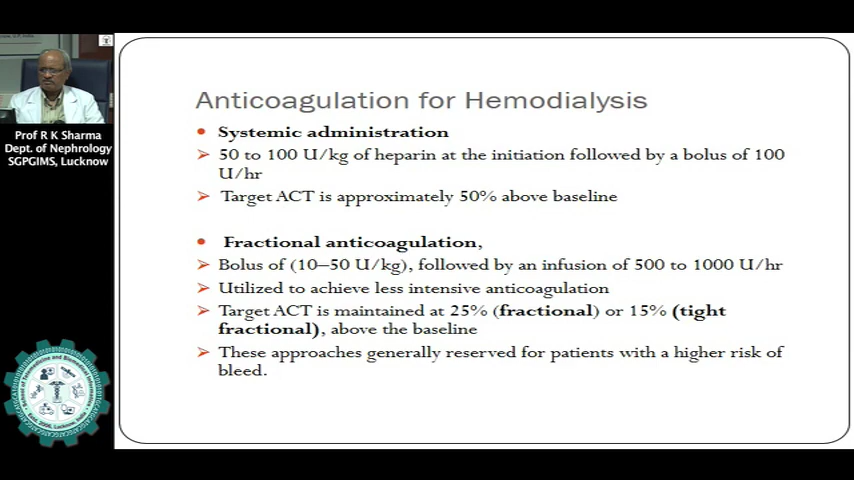 Anticoagulation for Hemodialysis
Systemic administration
50 to 100 U/kg of heparin at the initiation followed by a bolus of 100
U/hr
Target ACT is approximately 50% above baseline
Fractional anticoagulation,
Bolus of (10–50 U/kg), followed by an infusion of 500 to 1000 U/hr
Utilized to achieve less intensive anticoagulation
Target ACT is maintained at 25% (fractional) or 15% (tight
fractional), above the baseline
These approaches generally reserved for patients with a higher risk of
bleed.
Prof R K Sharma
Dept. of Nephrology
SGPGIMS, Lucknow